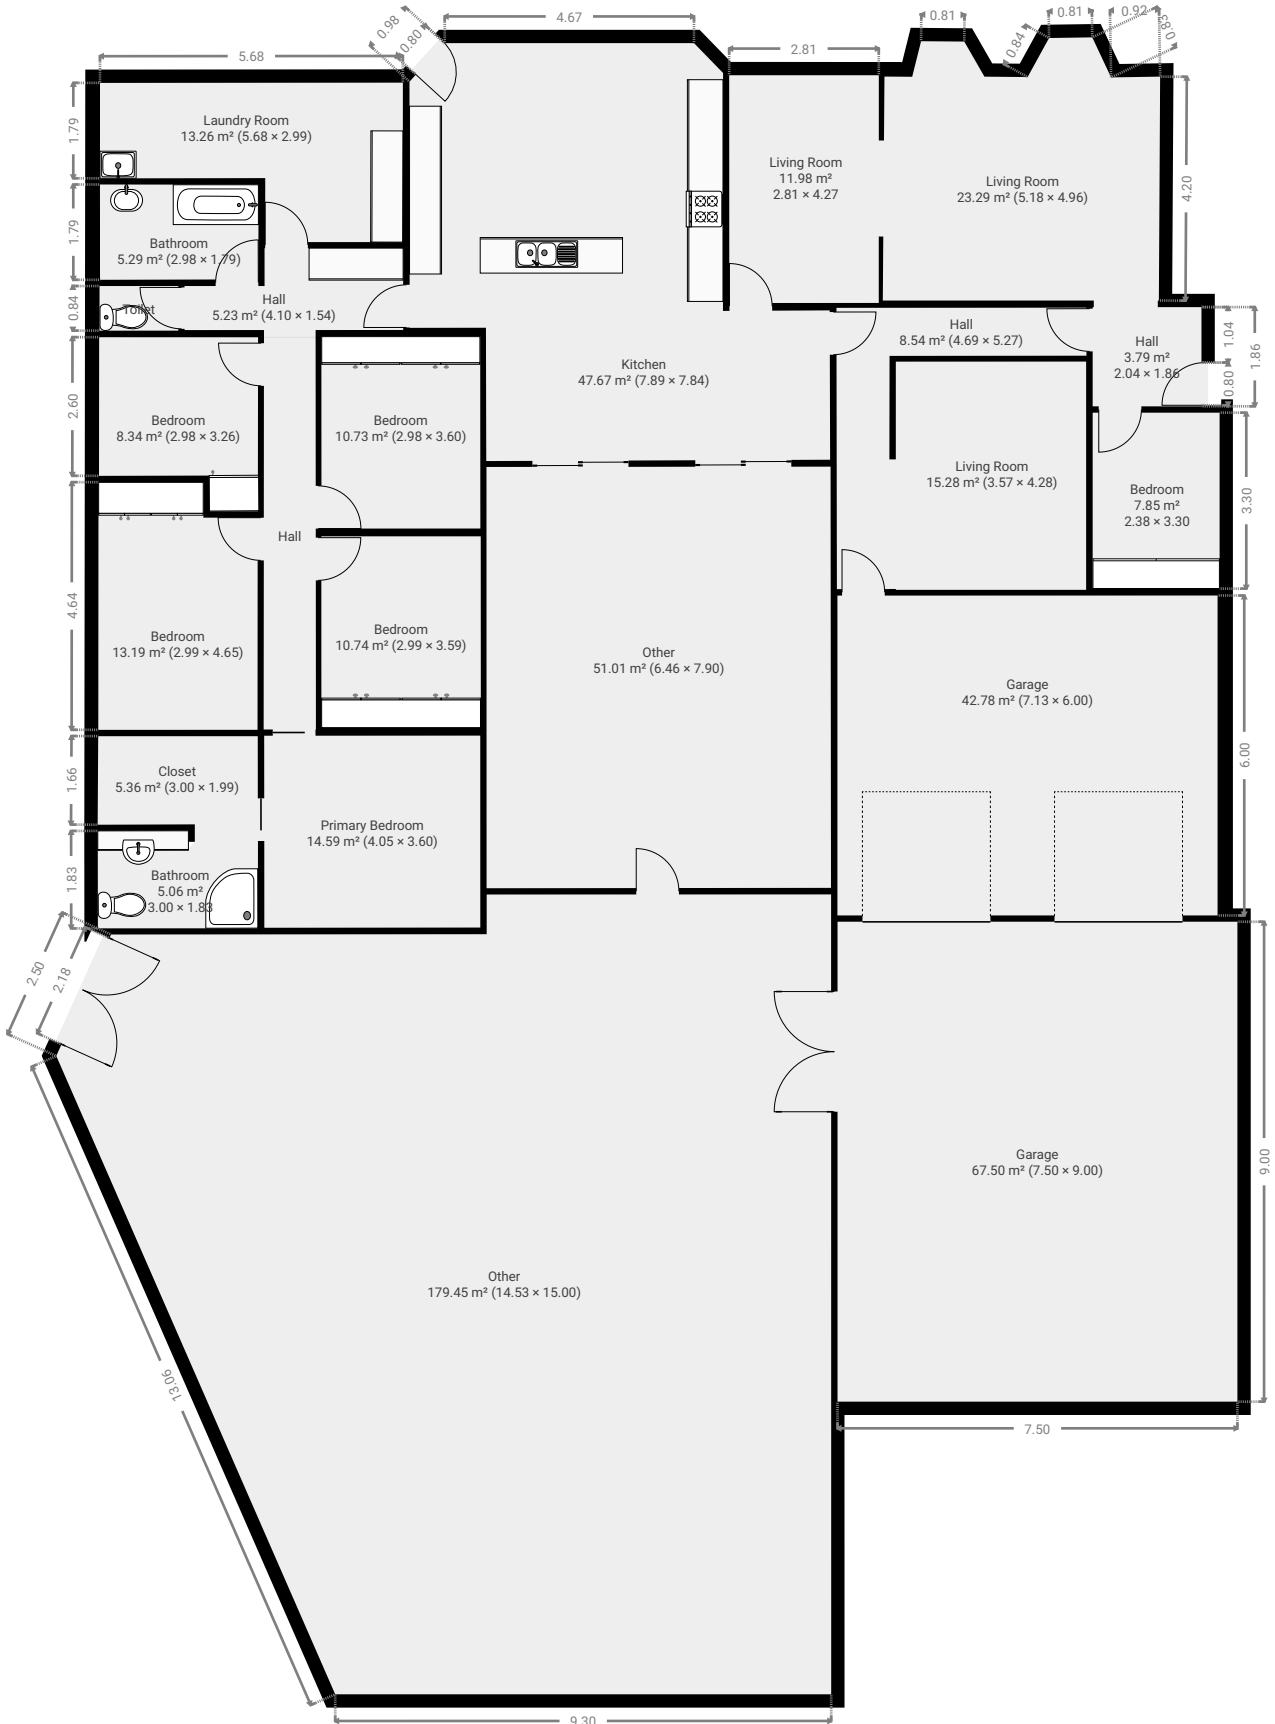 4.67
0.98
0.80
0.81
0.81
0.92
0.83
0.84
5.68
2.81
1.79
Laundry Room
13.26 m² (5.68 × 2.99)
Living Room
11.98 m²
2.81 × 4.27
Living Room
23.29 m² (5.18 × 4.96)
4.20
1.79
Bathroom
5.29 m² (2.98 × 1.79)
0.84
Toilet
Hall
5.23 m² (4.10 × 1.54)
Hall
8.54 m² (4.69 × 5.27)
Hall
3.79 m²
2.04 × 1.86
1.04
1.86
0.80
Kitchen
47.67 m² (7.89 × 7.84)
2.60
Bedroom
8.34 m² (2.98 × 3.26)
Bedroom
10.73 m² (2.98 × 3.60)
Living Room
15.28 m² (3.57 × 4.28)
Bedroom
7.85 m²
2.38 × 3.30
3.30
Hall
4.64
Bedroom
13.19 m² (2.99 × 4.65)
Bedroom
10.74 m² (2.99 × 3.59)
Other
51.01 m² (6.46 × 7.90)
Garage
42.78 m² (7.13 × 6.00)
6.00
1.66
Closet
5.36 m² (3.00 × 1.99)
Primary Bedroom
14.59 m² (4.05 × 3.60)
1.83
Bathroom
5.06 m²
3.00 × 1.83
2.50
2.18
Garage
67.50 m² (7.50 × 9.00)
9.00
Other
179.45 m² (14.53 × 15.00)
13.06
7.50
9.30